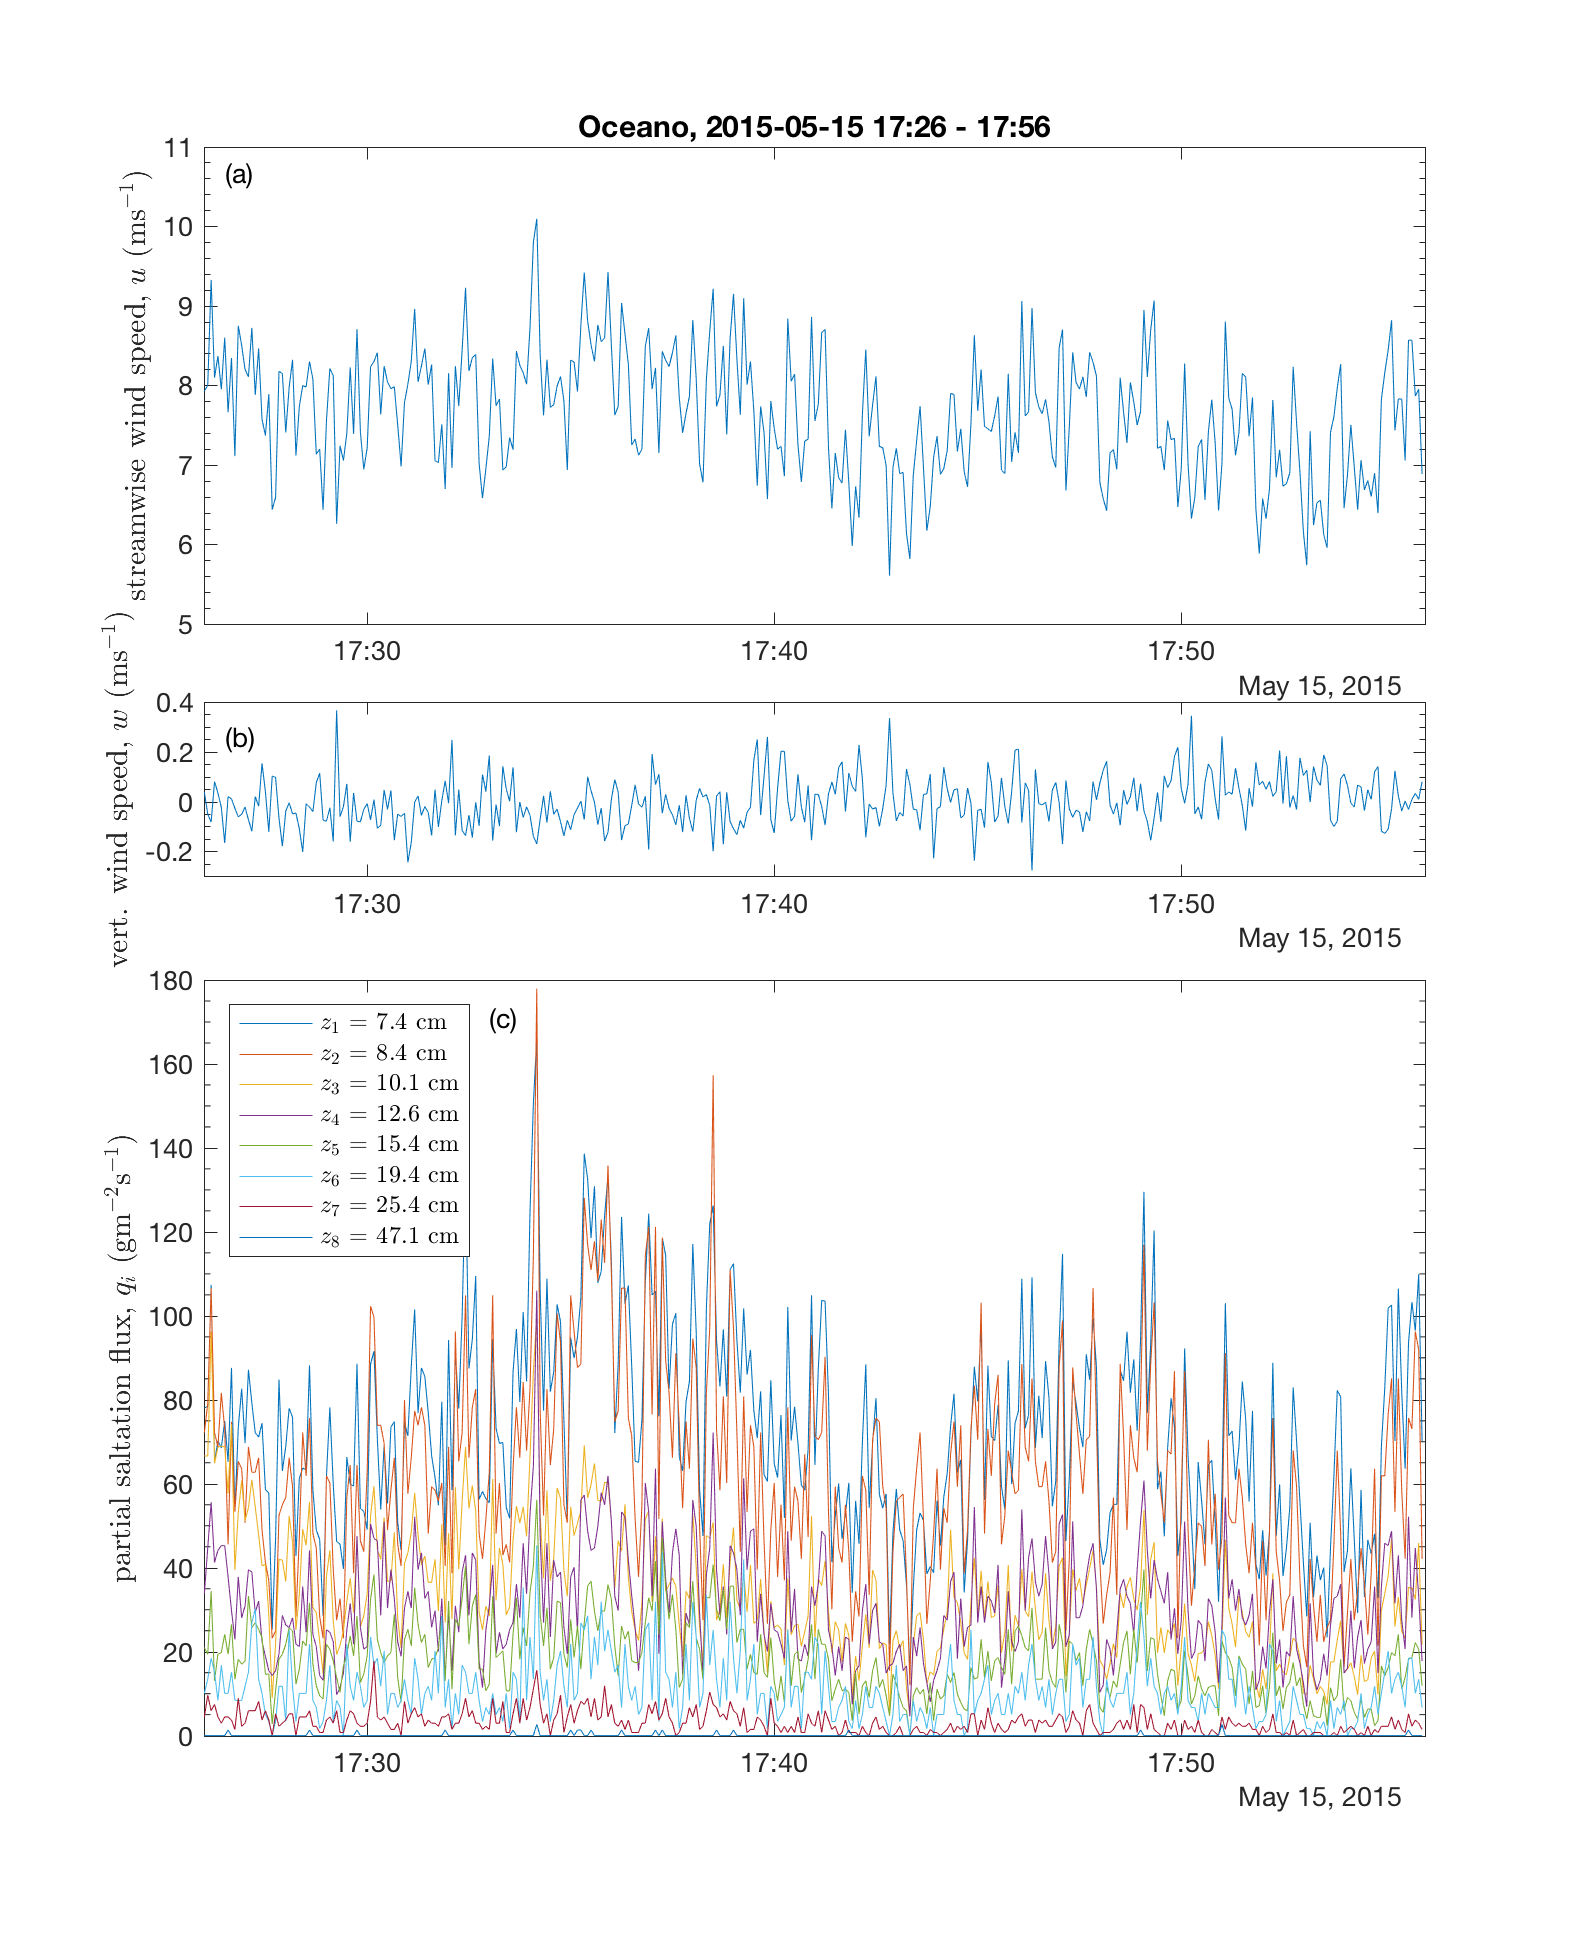 Oceano, 2015-05-15 17:26 - 17:56
(a)
streamwise wind speed, u (ms⁻¹)
11
10
9
8
7
6
5
17:30 17:40 17:50
May 15, 2015
(b)
vert. wind speed, w (ms⁻¹)
0.4
0.2
0
-0.2
17:30 17:40 17:50
May 15, 2015
(c)
partial saltation flux, qᵢ (gm⁻²s⁻¹)
180
160
140
120
100
80
60
40
20
0
z₁ = 7.4 cm
z₂ = 8.4 cm
z₃ = 10.1 cm
z₄ = 12.6 cm
z₅ = 15.4 cm
z₆ = 19.4 cm
z₇ = 25.4 cm
z₈ = 47.1 cm
17:30 17:40 17:50
May 15, 2015